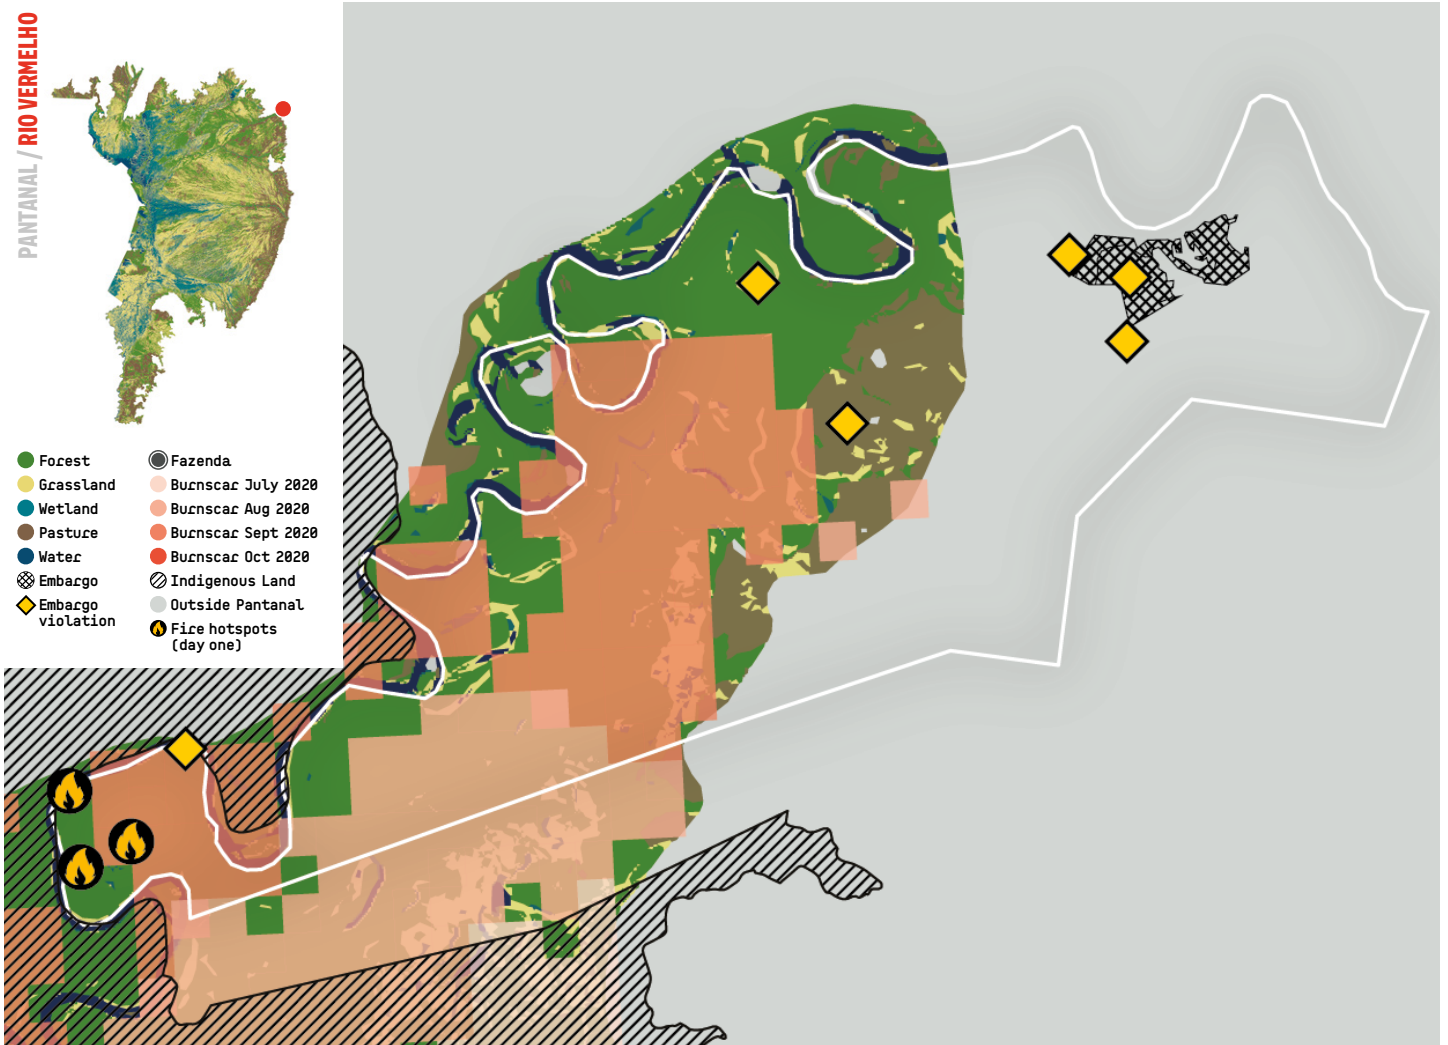 PANTANAL / RIO VERMELHO
Forest
Grassland
Wetland
Pasture
Water
Embargo
Embargo
violation
Fazenda
Burnscar July 2020
Burnscar Aug 2020
Burnscar Sept 2020
Burnscar Oct 2020
Indigenous Land
Outside Pantanal
Fire hotspots
(day one)